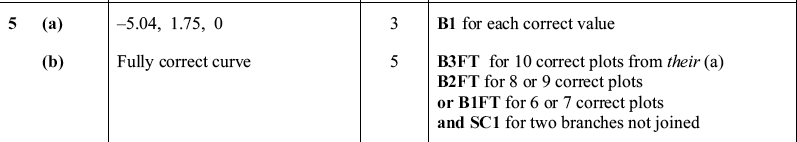 5 (a) –5.04, 1.75, 0 3 B1 for each correct value
(b) Fully correct curve 5 B3FT for 10 correct plots from their (a)
B2FT for 8 or 9 correct plots
or B1FT for 6 or 7 correct plots
and SC1 for two branches not joined